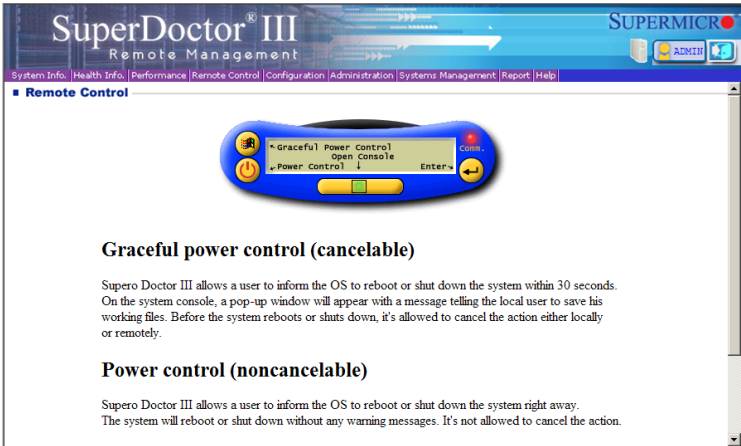 SuperDoctor® III
Remote Management
SUPERMICRO
ADMIN
System Info. Health Info. Performance Remote Control Configuration Administration Systems Management Report Help
Remote Control
Graceful Power Control
Open Console
Power Control ↓ Enter
Comm.
Graceful power control (cancelable)
Supero Doctor III allows a user to inform the OS to reboot or shut down the system within 30 seconds.
On the system console, a pop-up window will appear with a message telling the local user to save his
working files. Before the system reboots or shuts down, it's allowed to cancel the action either locally
or remotely.
Power control (noncancelable)
Supero Doctor III allows a user to inform the OS to reboot or shut down the system right away.
The system will reboot or shut down without any warning messages. It's not allowed to cancel the action.